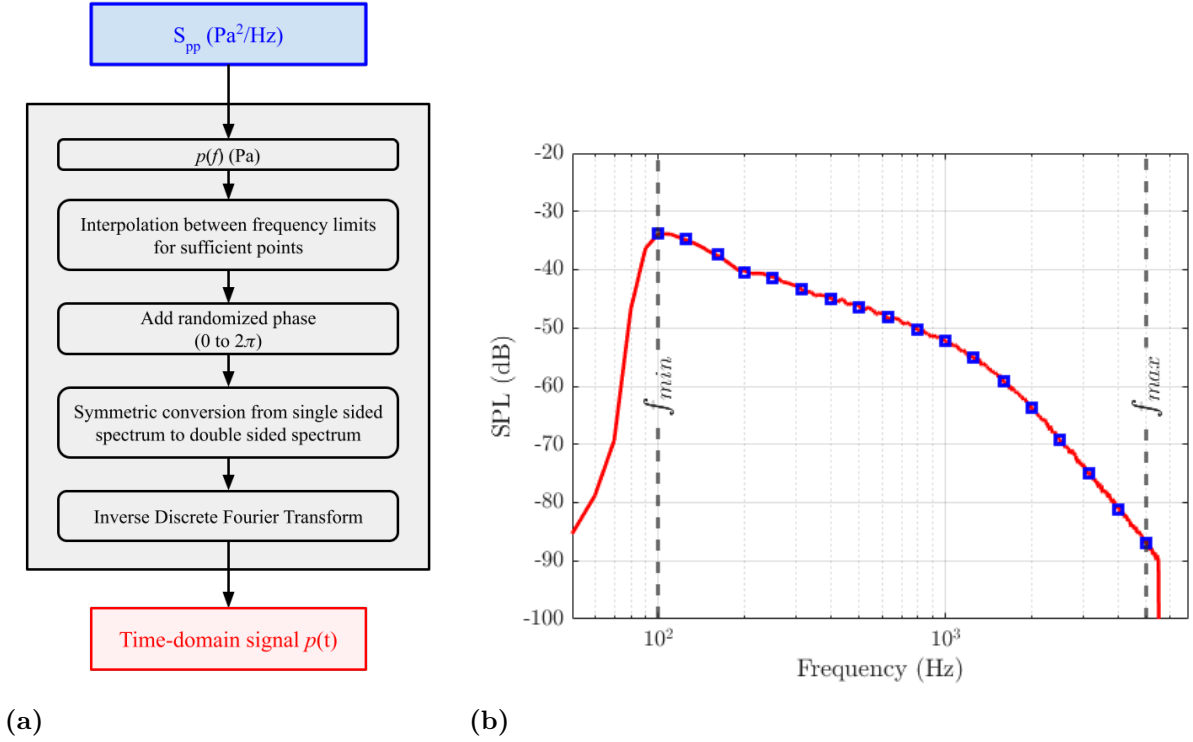 S_pp (Pa²/Hz)
p(f) (Pa)
Interpolation between frequency limits
for sufficient points
Add randomized phase
(0 to 2π)
Symmetric conversion from single sided
spectrum to double sided spectrum
Inverse Discrete Fourier Transform
Time-domain signal p(t)
(a)
-20
-30
-40
-50
-60
-70
-80
-90
-100
SPL (dB)
f_min
f_max
10²
10³
Frequency (Hz)
(b)